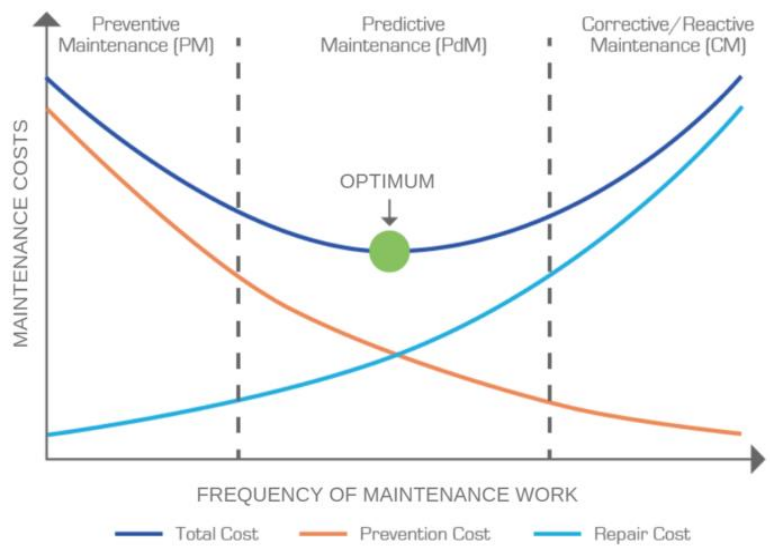 Preventive
Maintenance (PM)
Predictive
Maintenance (PdM)
Corrective/Reactive
Maintenance (CM)
OPTIMUM
MAINTENANCE COSTS
FREQUENCY OF MAINTENANCE WORK
Total Cost
Prevention Cost
Repair Cost